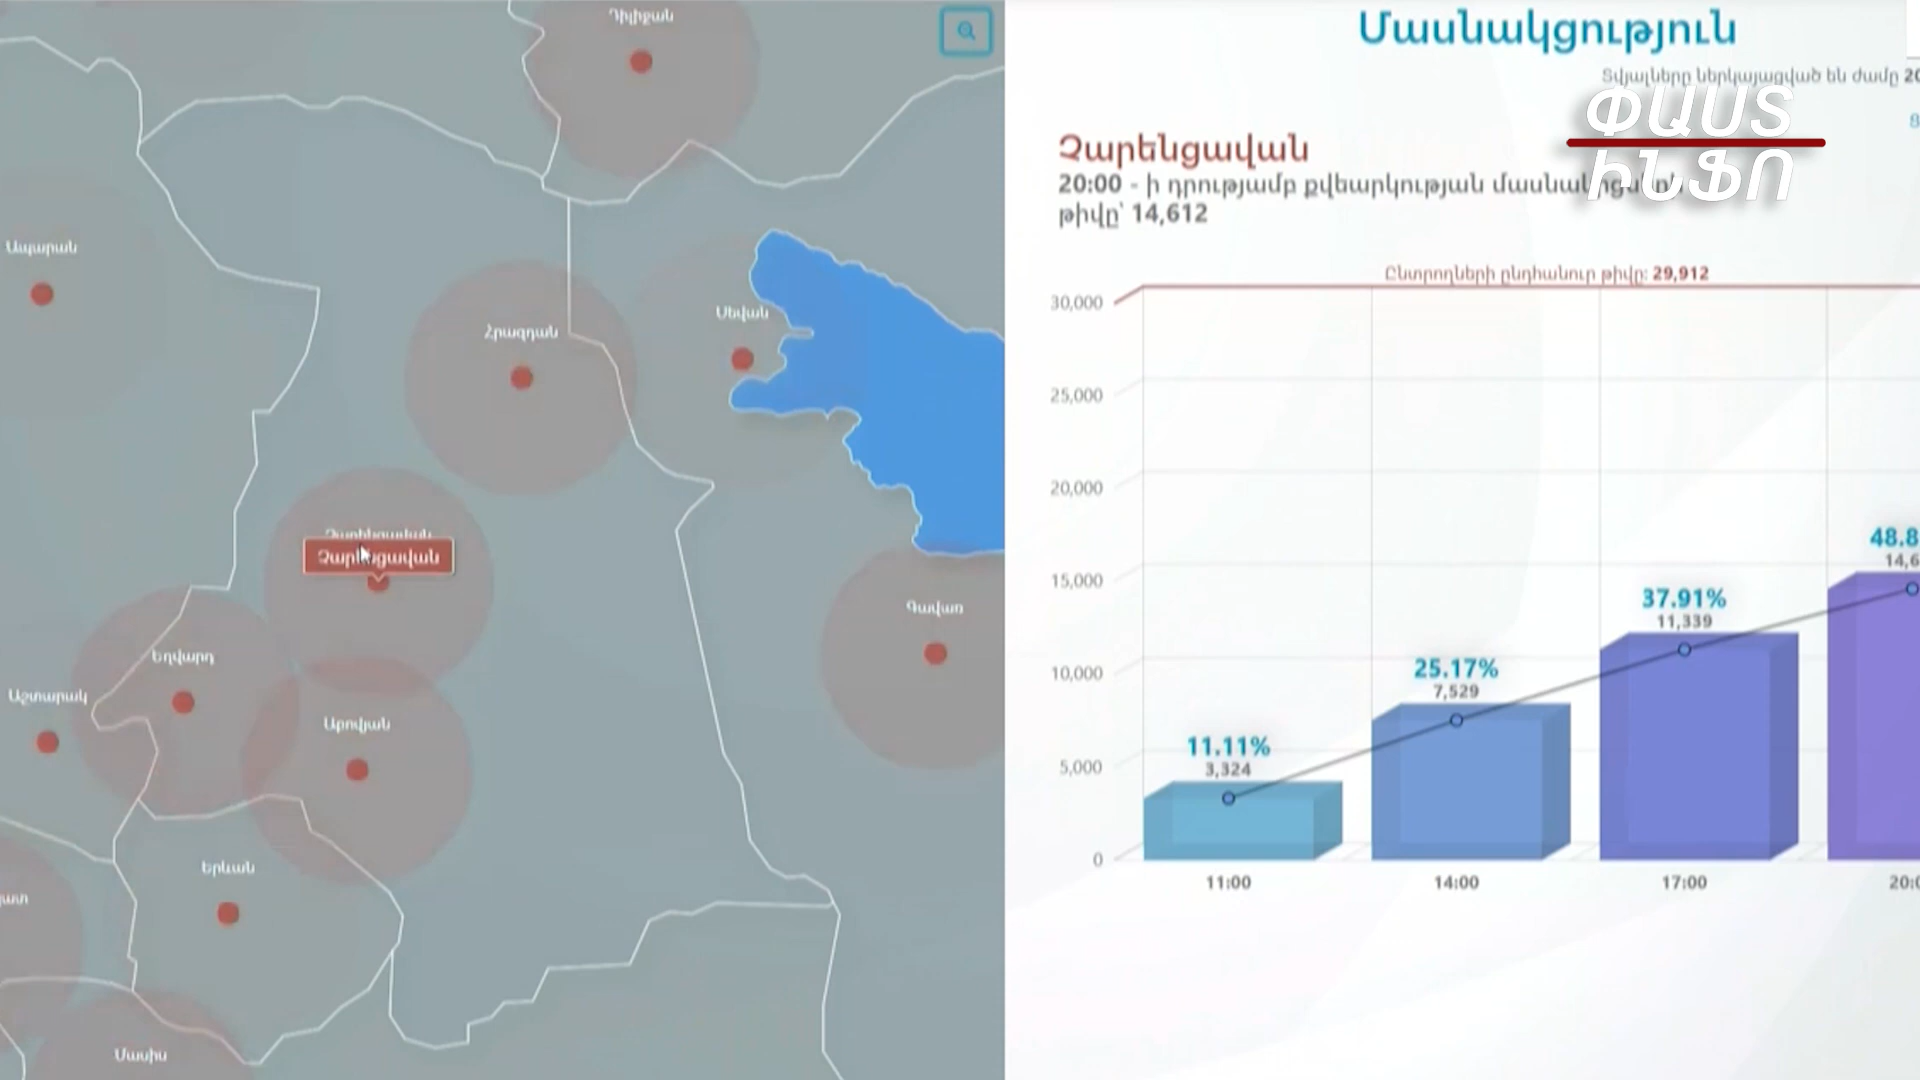 Դիլիջան
Ապարան
Հրազդան
Սևան
Չարենցավան
Չարենցավան
Գավառ
Եղվարդ
Աշտարակ
Աբովյան
Երևան
Մասիս
Մասնակցություն
Տվյալները ներկայացված են ժամը 20
ՓԱՍՏ
ԻՆՖՈ
Չարենցավան
20:00 - ի դրությամբ քվեարկության
թիվը՝ 14,612
Ընտրողների ընդհանուր թիվը: 29,912
30,000
25,000
20,000
15,000
10,000
5,000
0
48.8
14,6
37.91%
11,339
25.17%
7,529
11.11%
3,324
11:00
14:00
17:00
20:0